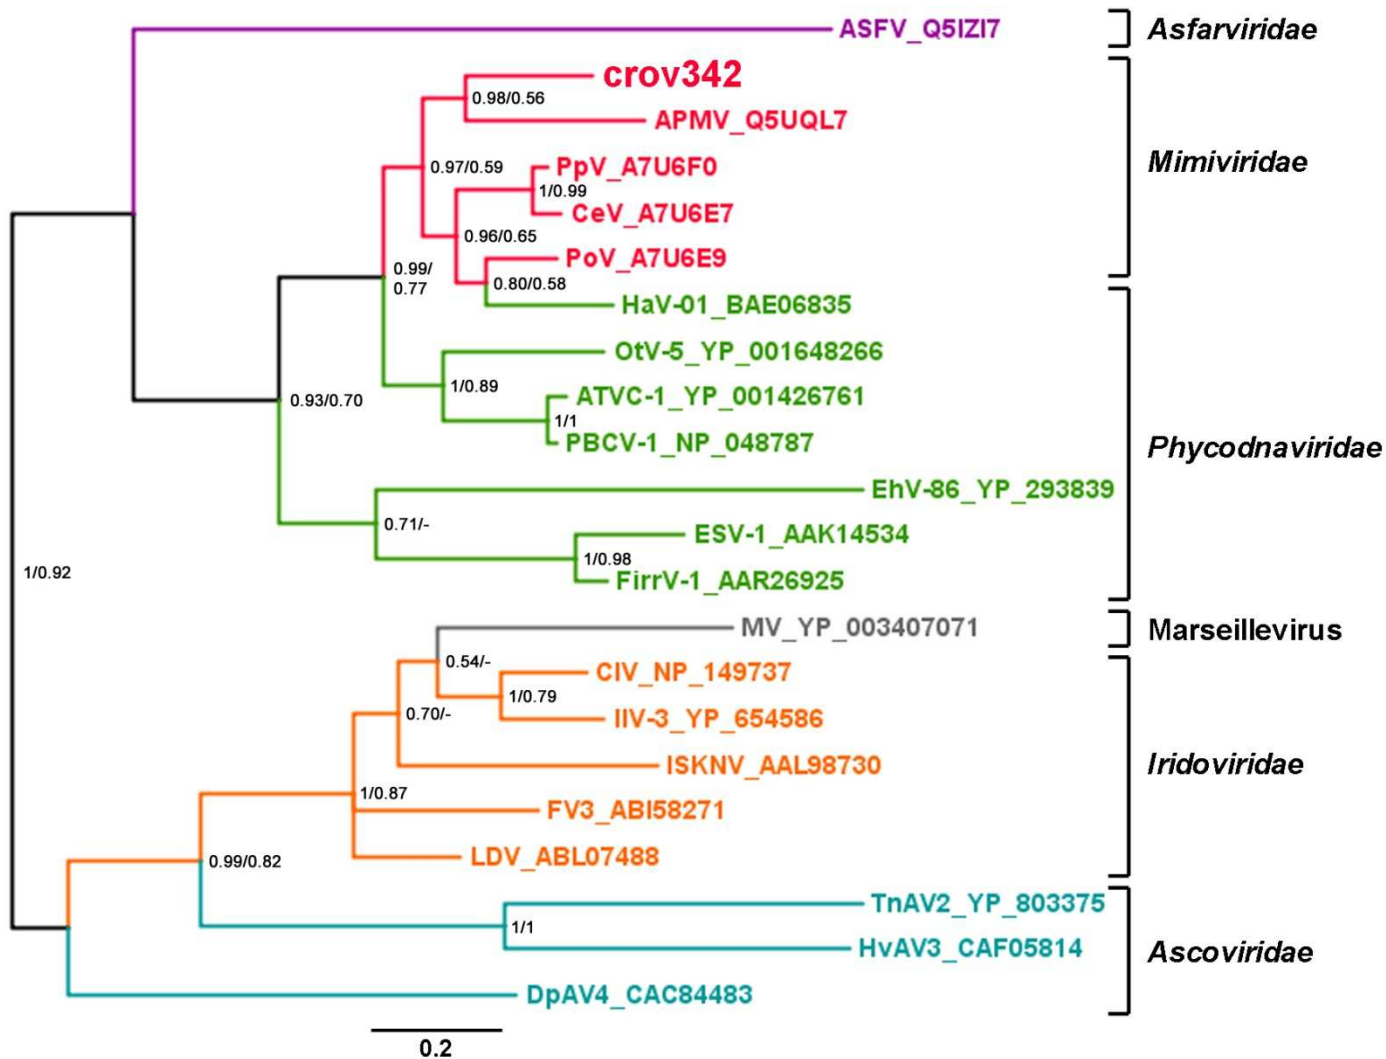 ASFV_Q5IZI7
Asfarviridae
crov342
0.98/0.56
APMV_Q5UQL7
Mimiviridae
0.97/0.59
PpV_A7U6F0
1/0.99
CeV_A7U6E7
0.96/0.65
PoV_A7U6E9
0.99/
0.77
0.80/0.58
HaV-01_BAE06835
OtV-5_YP_001648266
1/0.89
ATVC-1_YP_001426761
0.93/0.70
1/1
PBCV-1_NP_048787
Phycodnaviridae
EhV-86_YP_293839
0.71/-
ESV-1_AAK14534
1/0.98
1/0.92
FirrV-1_AAR26925
MV_YP_003407071
Marseillevirus
0.54/-
CIV_NP_149737
1/0.79
0.70/-
IIV-3_YP_654586
ISKNV_AAL98730
Iridoviridae
1/0.87
FV3_ABI58271
LDV_ABL07488
0.99/0.82
TnAV2_YP_803375
1/1
HvAV3_CAF05814
Ascoviridae
DpAV4_CAC84483
0.2